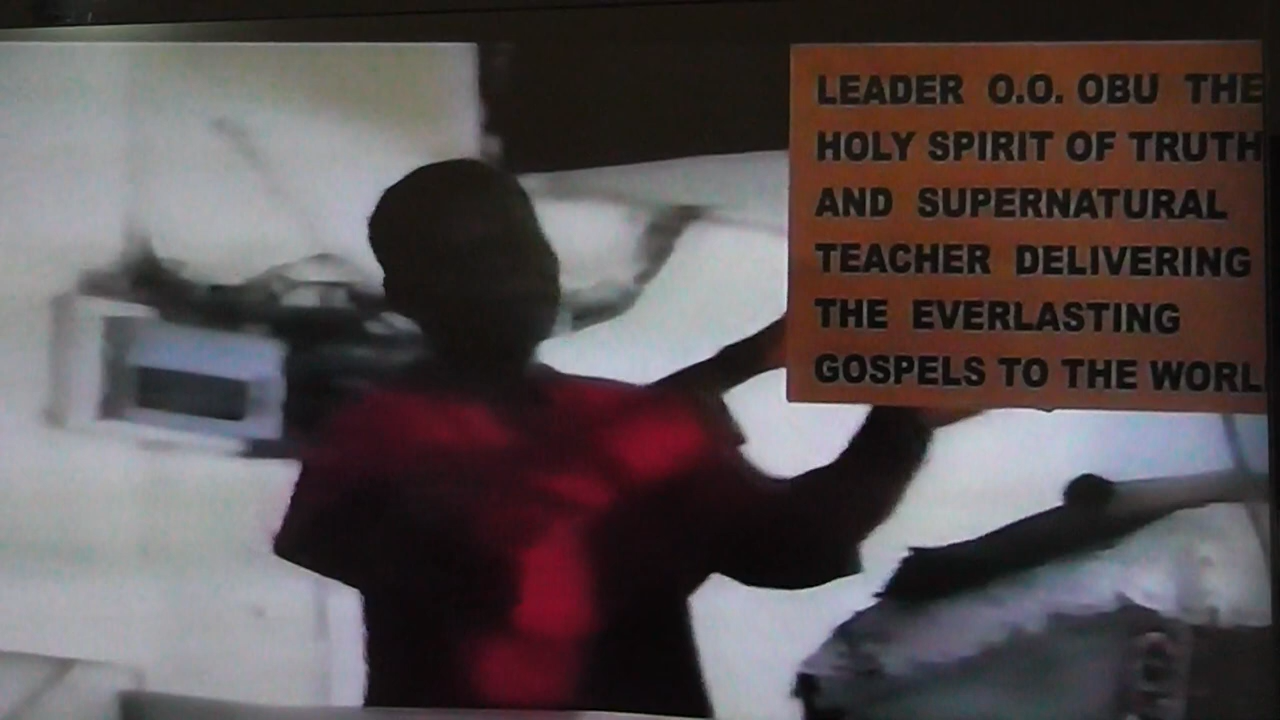 LEADER O.O. OBU THE
HOLY SPIRIT OF TRUTH
AND SUPERNATURAL
TEACHER DELIVERING
THE EVERLASTING
GOSPELS TO THE WORL